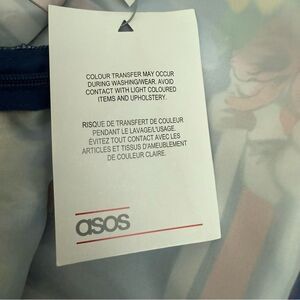 COLOUR TRANSFER MAY OCCUR
DURING WASHING/WEAR. AVOID
CONTACT WITH LIGHT COLOURED
ITEMS AND UPHOLSTERY.
RISQUE DE TRANSFERT DE COULEUR
PENDANT LE LAVAGE/L'USAGE.
ÉVITEZ TOUT CONTACT AVEC LES
ARTICLES ET TISSUS D'AMEUBLEMENT
DE COULEUR CLAIRE.
asos